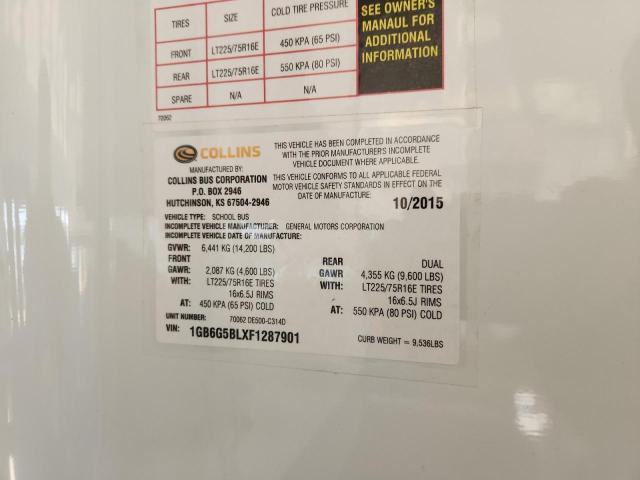 TIRES SIZE COLD TIRE PRESSURE
FRONT LT225/75R16E 450 KPA (65 PSI)
REAR LT225/75R16E 550 KPA (80 PSI)
SPARE N/A N/A
70062
SEE OWNER'S
MANAUL FOR
ADDITIONAL
INFORMATION
COLLINS
MANUFACTURED BY:
COLLINS BUS CORPORATION
P.O. BOX 2946
HUTCHINSON, KS 67504-2946
THIS VEHICLE HAS BEEN COMPLETED IN ACCORDANCE
WITH THE PRIOR MANUFACTURER'S INCOMPLETE
VEHICLE DOCUMENT WHERE APPLICABLE.
THIS VEHICLE CONFORMS TO ALL APPLICABLE FEDERAL
MOTOR VEHICLE SAFETY STANDARDS IN EFFECT ON THE
DATE OF MANUFACTURE:
10/2015
VEHICLE TYPE: SCHOOL BUS
INCOMPLETE VEHICLE MANUFACTURER: GENERAL MOTORS CORPORATION
INCOMPLETE VEHICLE DATE OF MANUFACTURE:
GVWR: 6,441 KG (14,200 LBS)
FRONT
GAWR: 2,087 KG (4,600 LBS)
WITH: LT225/75R16E TIRES
16x6.5J RIMS
AT: 450 KPA (65 PSI) COLD
REAR DUAL
GAWR 4,355 KG (9,600 LBS)
WITH: LT225/75R16E TIRES
16x6.5J RIMS
AT: 550 KPA (80 PSI) COLD
UNIT NUMBER: 70062 DE500-C314D
VIN: 1GB6G5BLXF1287901
CURB WEIGHT = 9,536LBS